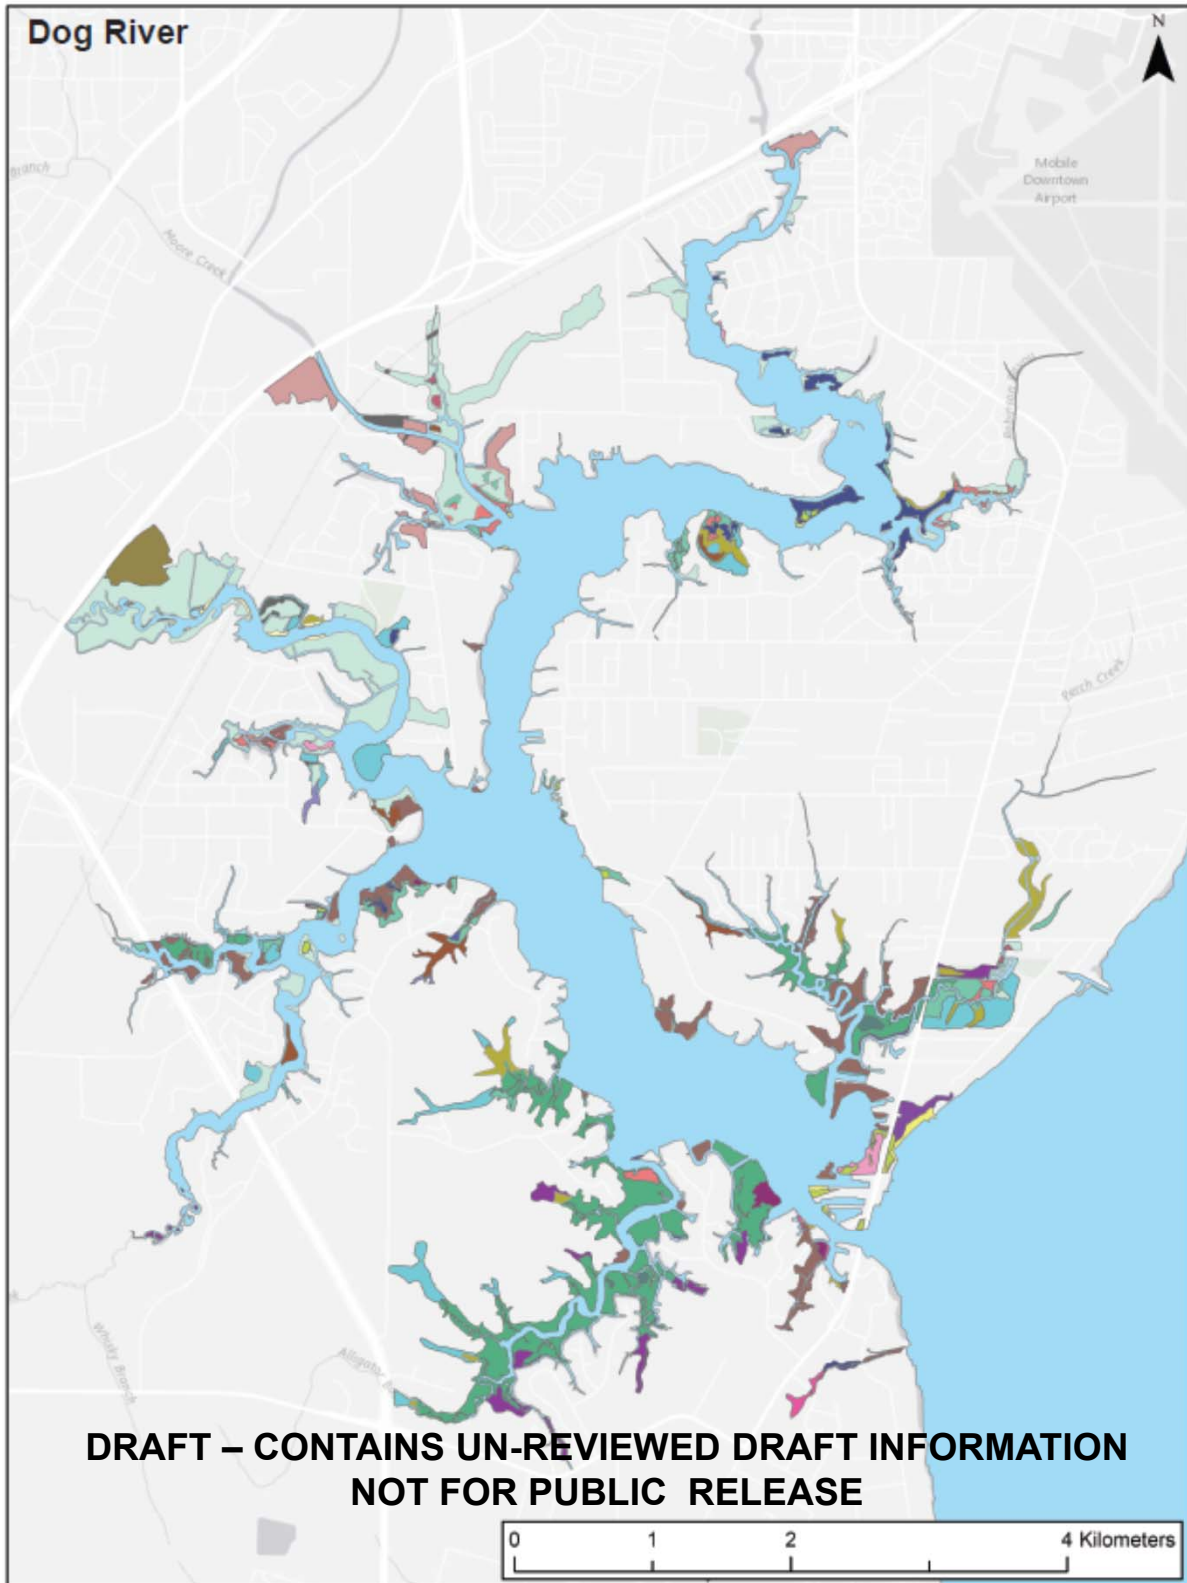 Dog River
N
Mobile
Downtown
Airport
Branch
Moore Creek
Perch Creek
Whisky Branch
Alligator
DRAFT – CONTAINS UN-REVIEWED DRAFT INFORMATION
NOT FOR PUBLIC RELEASE
0 1 2 4 Kilometers